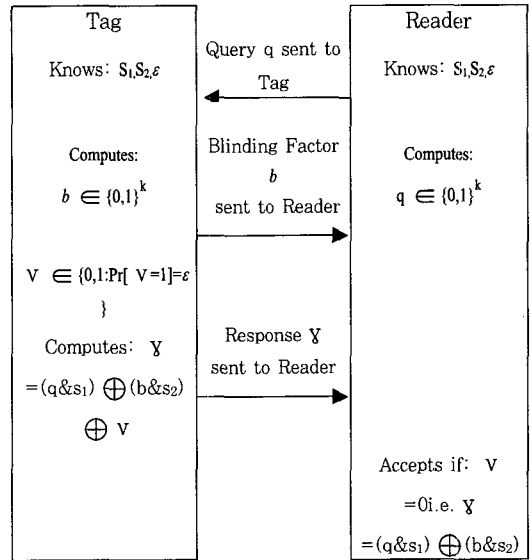 Tag
Knows: S₁,S₂,ε
Computes:
b ∈ {0,1}ᵏ
V ∈ {0,1:Pr[ V=1]=ε
}
Computes: ɣ
=(q&s₁) ⊕(b&s₂)
⊕ V
Query q sent to
Tag
Blinding Factor
b
sent to Reader
Response ɣ
sent to Reader
Reader
Knows: S₁,S₂,ε
Computes:
q ∈ {0,1}ᵏ
Accepts if: V
=0i.e. ɣ
=(q&s₁) ⊕(b&s₂)